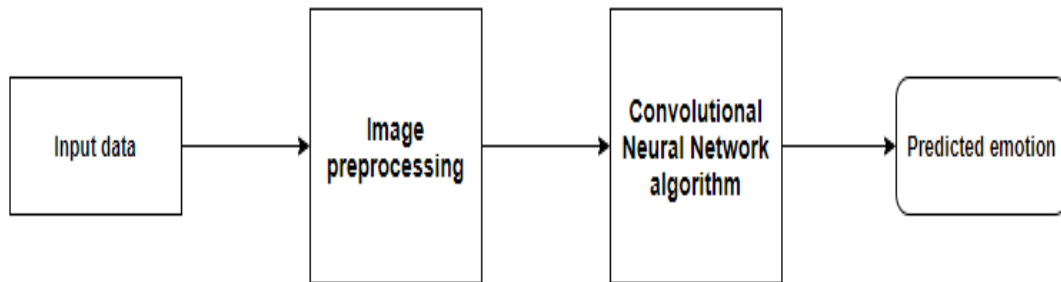 Input data
Image
preprocessing
Convolutional
Neural Network
algorithm
Predicted emotion